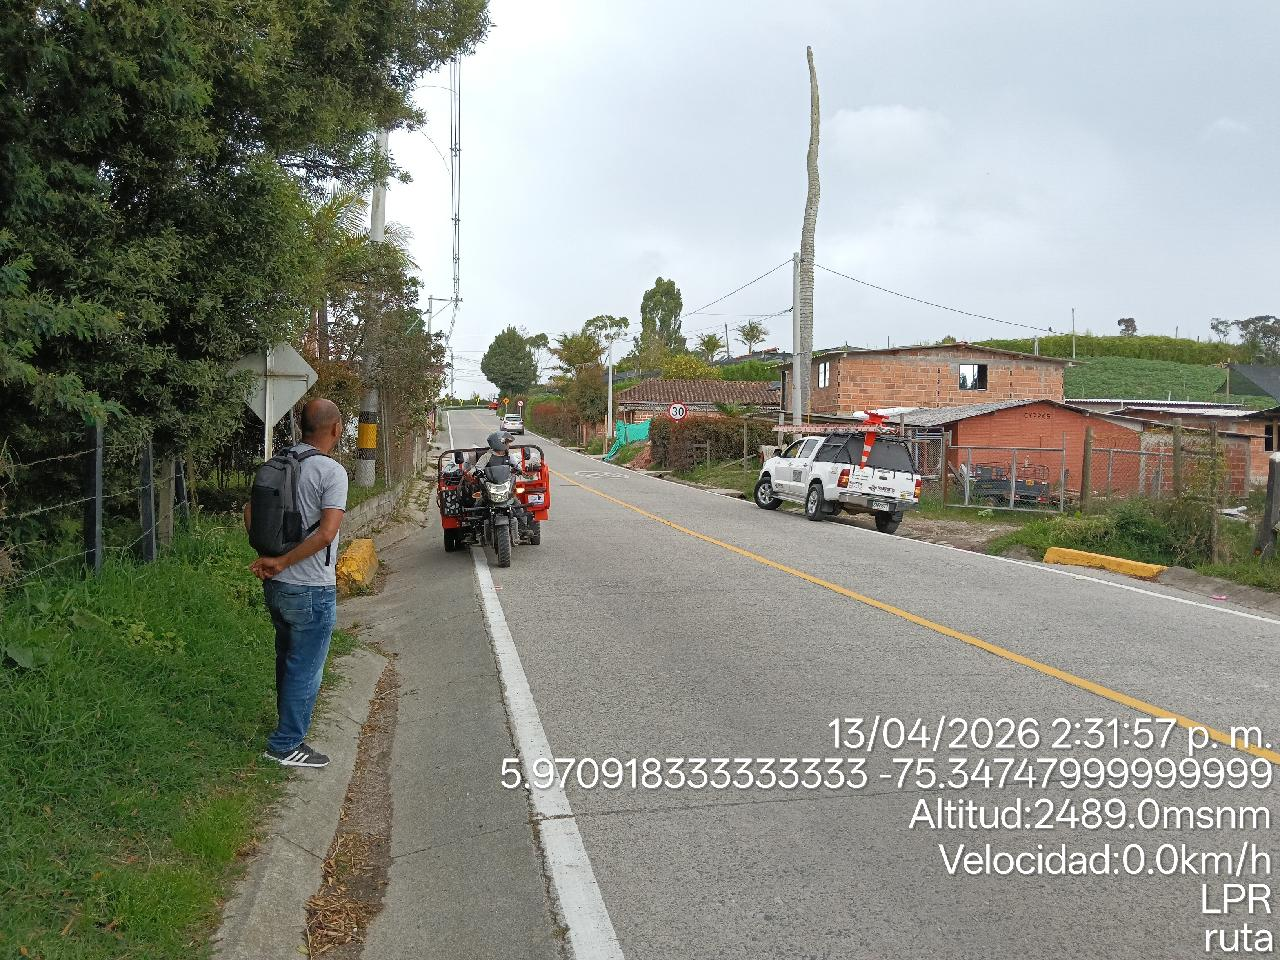 30
13/04/2026 2:31:57 p. m.
5.970918333333333 -75.34747999999999
Altitud:2489.0msnm
Velocidad:0.0km/h
LPR
ruta